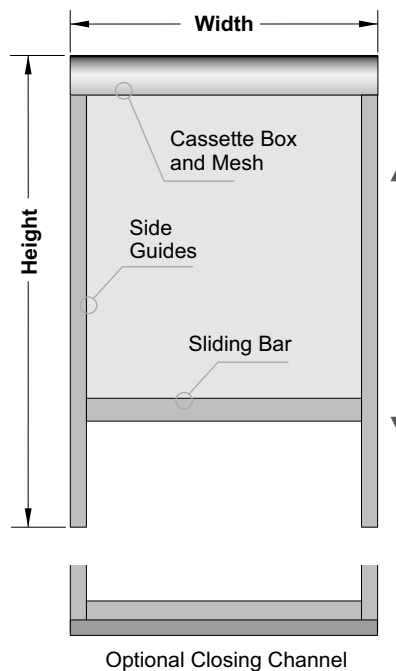 Width
Cassette Box
and Mesh
Height
Side
Guides
Sliding Bar
Optional Closing Channel